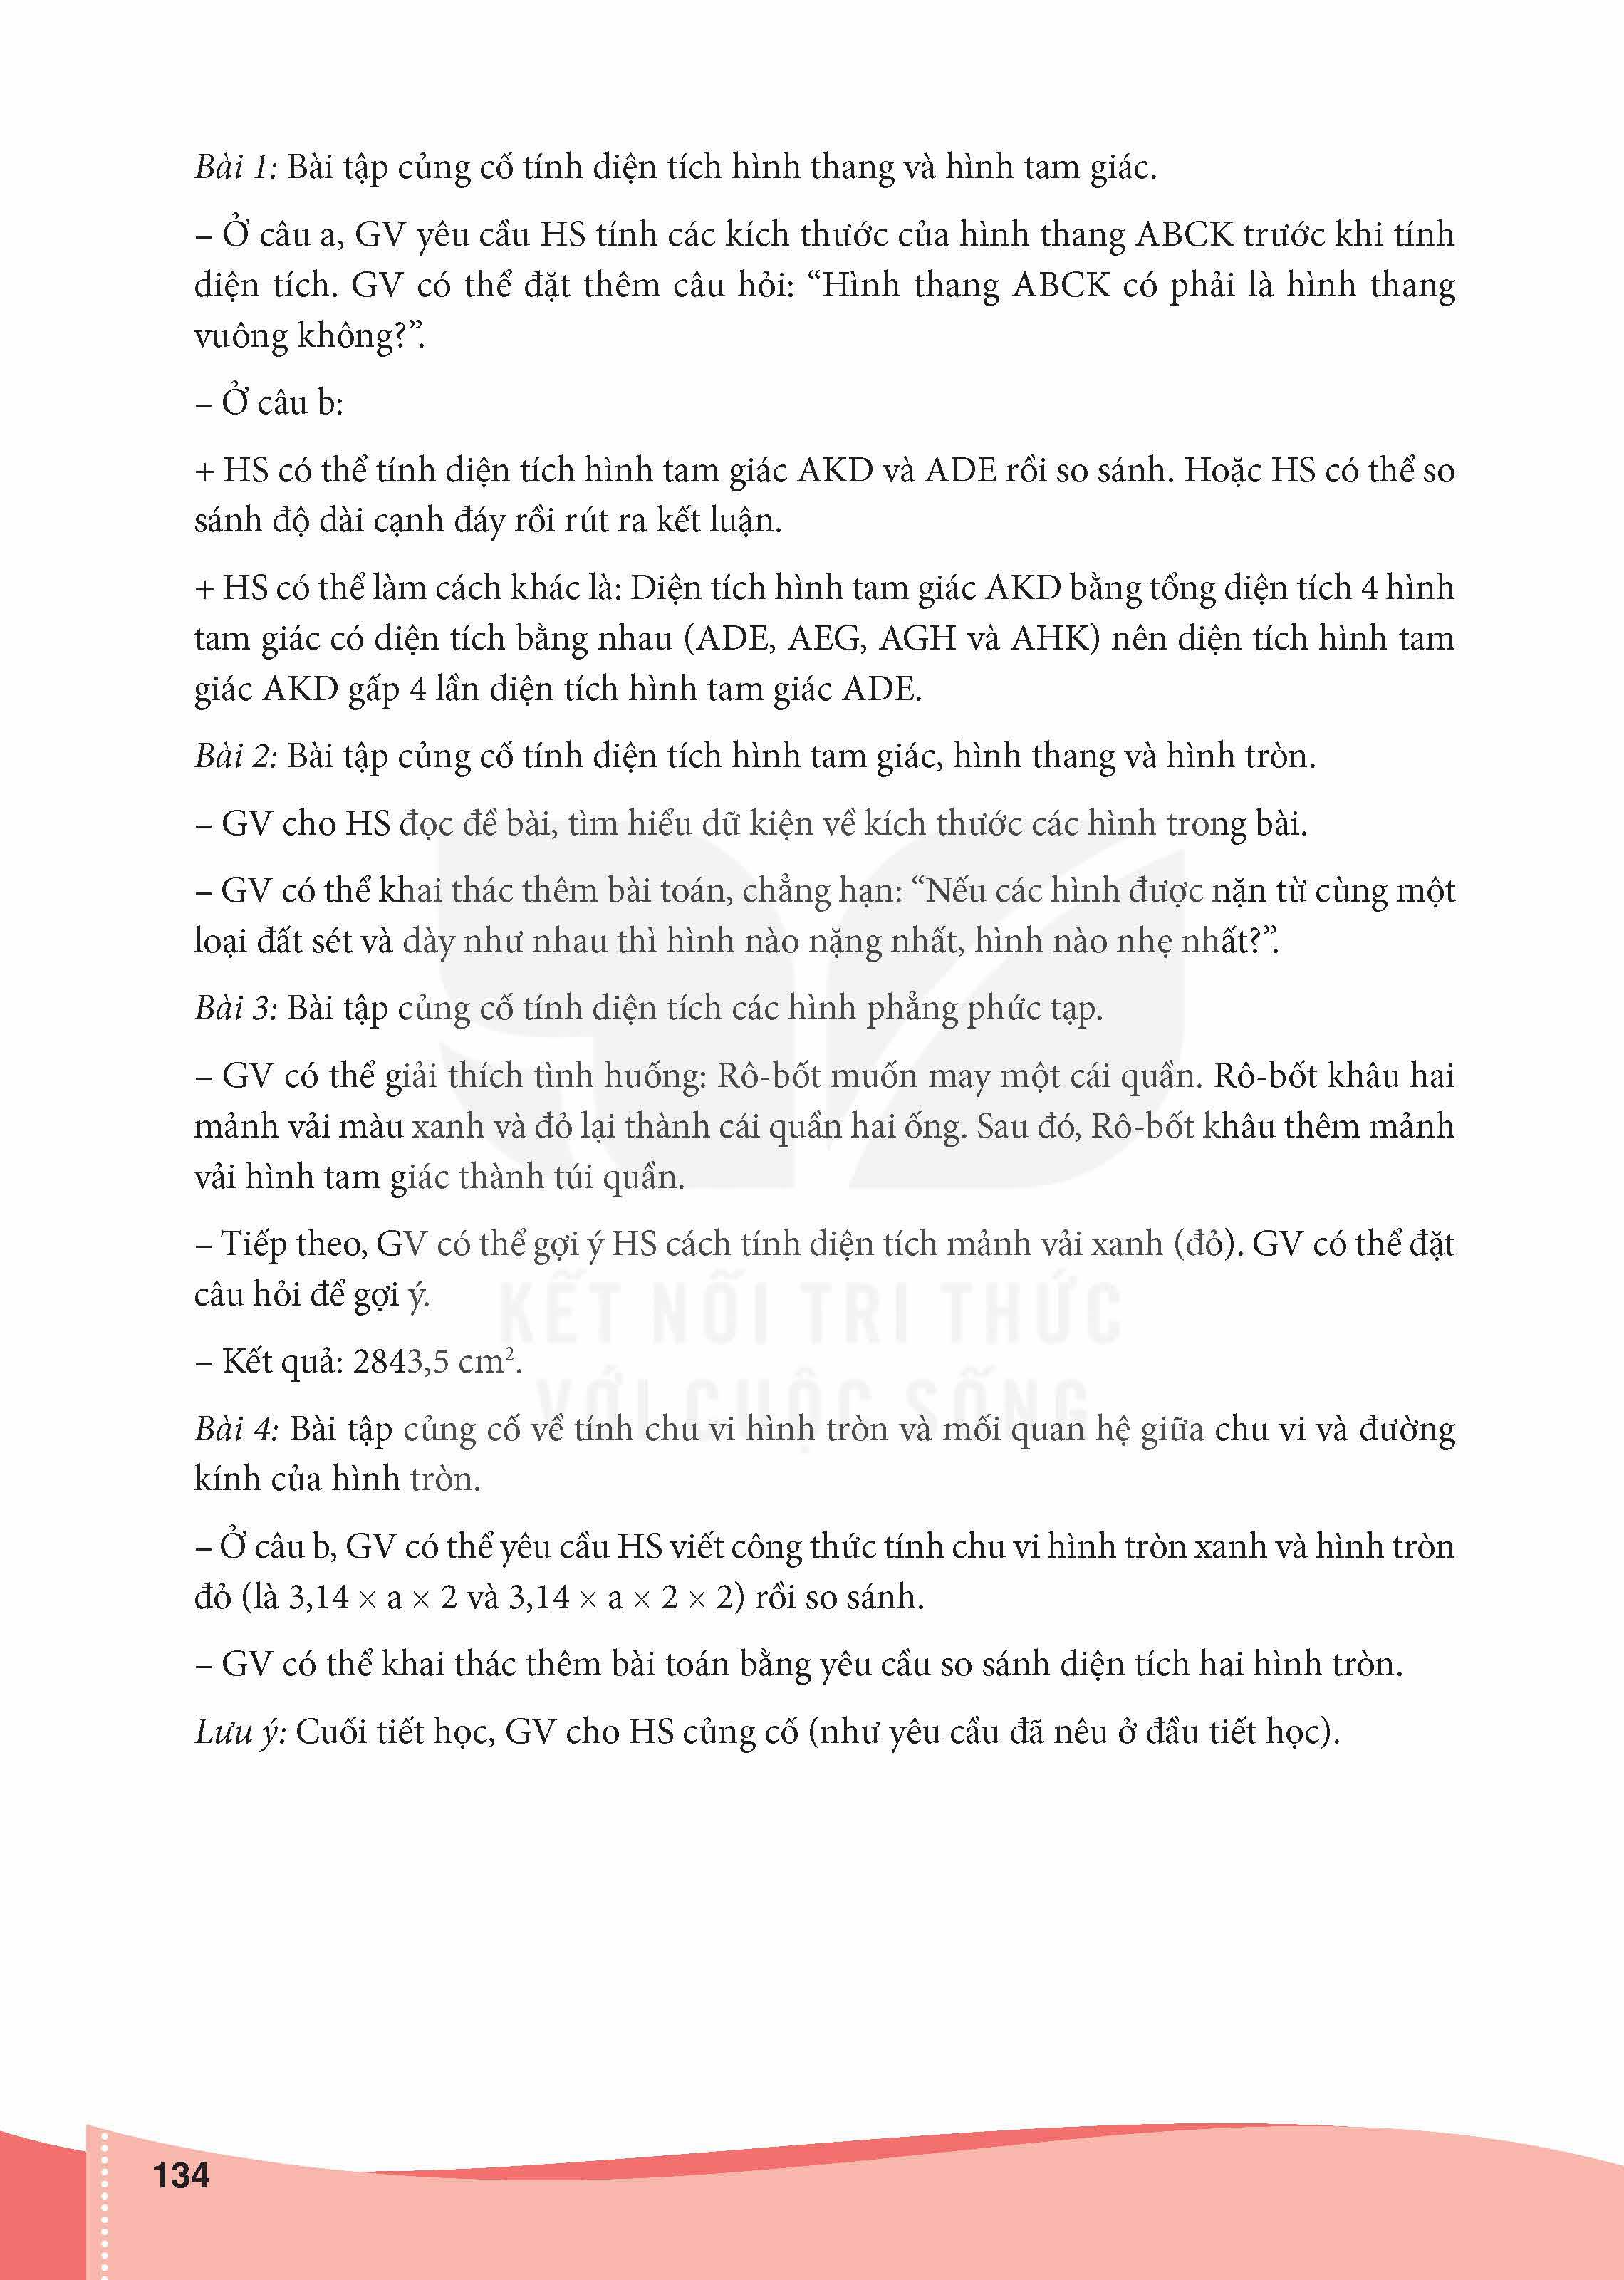 Bài 1: Bài tập củng cố tính diện tích hình thang và hình tam giác.
– Ở câu a, GV yêu cầu HS tính các kích thước của hình thang ABCK trước khi tính
diện tích. GV có thể đặt thêm câu hỏi: “Hình thang ABCK có phải là hình thang
vuông không?”.
– Ở câu b:
+ HS có thể tính diện tích hình tam giác AKD và ADE rồi so sánh. Hoặc HS có thể so
sánh độ dài cạnh đáy rồi rút ra kết luận.
+ HS có thể làm cách khác là: Diện tích hình tam giác AKD bằng tổng diện tích 4 hình
tam giác có diện tích bằng nhau (ADE, AEG, AGH và AHK) nên diện tích hình tam
giác AKD gấp 4 lần diện tích hình tam giác ADE.
Bài 2: Bài tập củng cố tính diện tích hình tam giác, hình thang và hình tròn.
– GV cho HS đọc đề bài, tìm hiểu dữ kiện về kích thước các hình trong bài.
– GV có thể khai thác thêm bài toán, chẳng hạn: “Nếu các hình được nặn từ cùng một
loại đất sét và dày như nhau thì hình nào nặng nhất, hình nào nhẹ nhất?”.
Bài 3: Bài tập củng cố tính diện tích các hình phẳng phức tạp.
– GV có thể giải thích tình huống: Rô-bốt muốn may một cái quần. Rô-bốt khâu hai
mảnh vải màu xanh và đỏ lại thành cái quần hai ống. Sau đó, Rô-bốt khâu thêm mảnh
vải hình tam giác thành túi quần.
– Tiếp theo, GV có thể gợi ý HS cách tính diện tích mảnh vải xanh (đỏ). GV có thể đặt
câu hỏi để gợi ý.
KẾT NỐI TRI THỨC
– Kết quả: 2843,5 cm².
VỚI CUỘC SỐNG
Bài 4: Bài tập củng cố về tính chu vi hình tròn và mối quan hệ giữa chu vi và đường
kính của hình tròn.
– Ở câu b, GV có thể yêu cầu HS viết công thức tính chu vi hình tròn xanh và hình tròn
đỏ (là 3,14 × a × 2 và 3,14 × a × 2 × 2) rồi so sánh.
– GV có thể khai thác thêm bài toán bằng yêu cầu so sánh diện tích hai hình tròn.
Lưu ý: Cuối tiết học, GV cho HS củng cố (như yêu cầu đã nêu ở đầu tiết học).
134